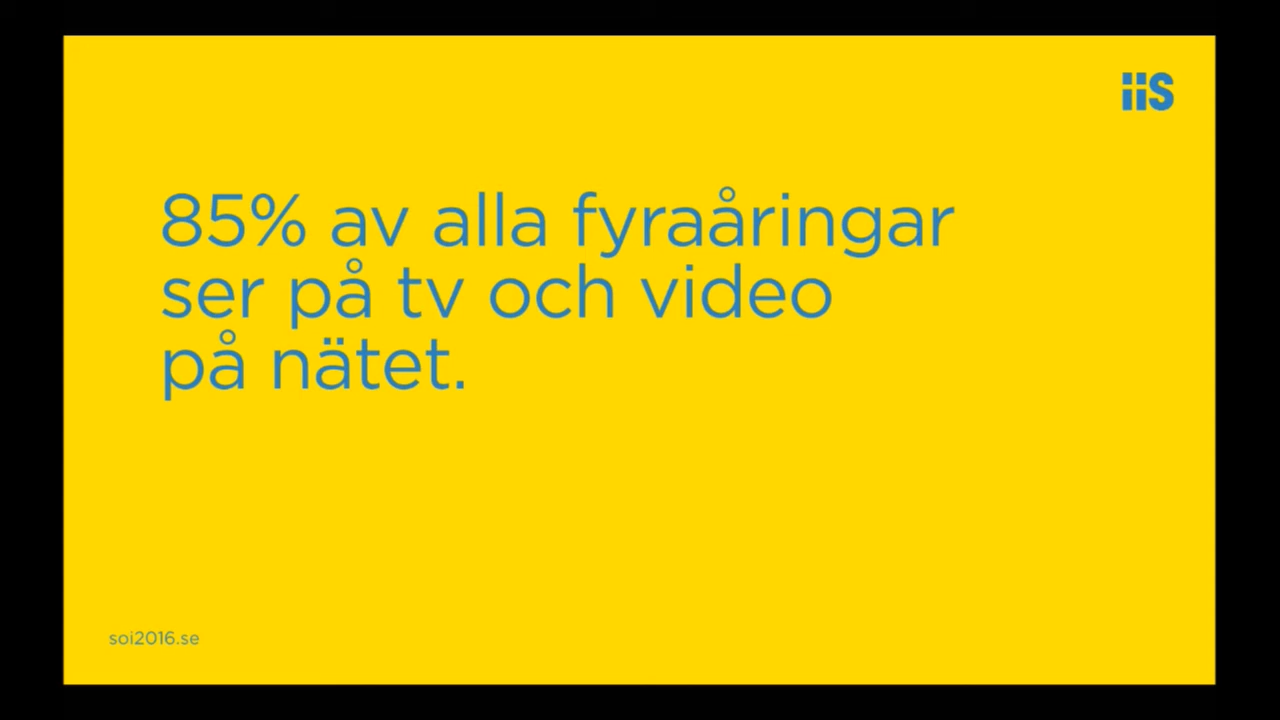 iis
85% av alla fyraåringar
ser på tv och video
på nätet.
soi2016.se